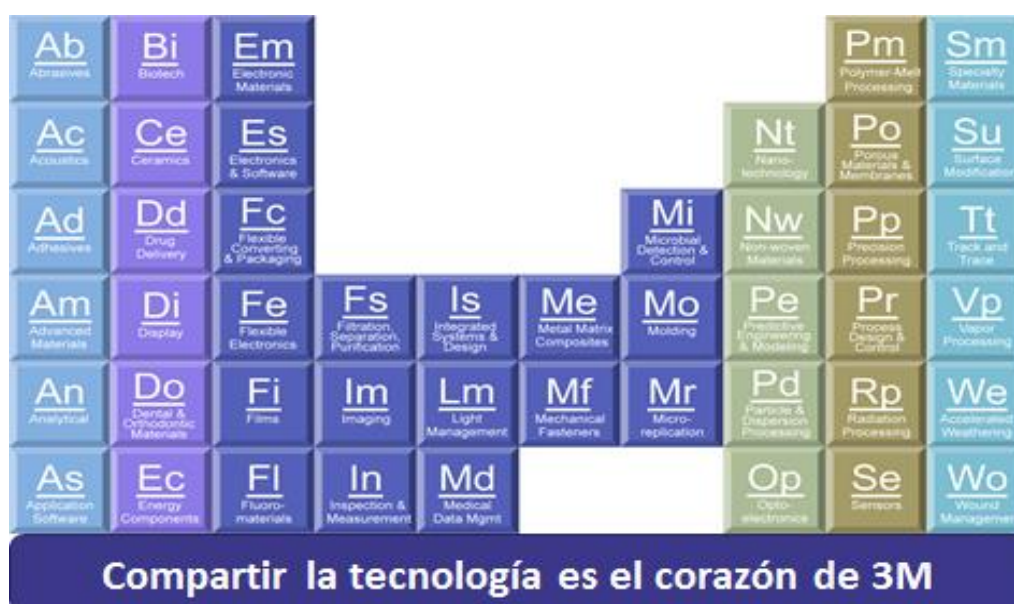 Ab
Abrasives
Bi
Biotech
Em
Electronic
Materials
Pm
Polymer-Melt
Processing
Sm
Specialty
Materials
Ac
Acoustics
Ce
Ceramics
Es
Electronics
& Software
Nt
Nano-
technology
Po
Porous
Materials &
Membranes
Su
Surface
Modification
Ad
Adhesives
Dd
Drug
Delivery
Fc
Flexible
Converting
& Packaging
Mi
Microbial
Detection &
Control
Nw
Non-woven
Materials
Pp
Precision
Processing
Tt
Track and
Trace
Am
Advanced
Materials
Di
Display
Fe
Flexible
Electronics
Fs
Filtration,
Separation,
Purification
Is
Integrated
Systems &
Design
Me
Metal Matrix
Composites
Mo
Molding
Pe
Predictive
Engineering
& Modeling
Pr
Process
Design &
Control
Vp
Vapor
Processing
An
Analytical
Do
Dental &
Orthodontic
Materials
Fi
Films
Im
Imaging
Lm
Light
Management
Mf
Mechanical
Fasteners
Mr
Micro-
replication
Pd
Particle &
Dispersion
Processing
Rp
Radiation
Processing
We
Accelerated
Weathering
As
Application
Software
Ec
Energy
Components
Fl
Fluoro-
materials
In
Inspection &
Measurement
Md
Medical
Data Mgmt
Op
Opto-
electronics
Se
Sensors
Wo
Wound
Management
Compartir la tecnología es el corazón de 3M